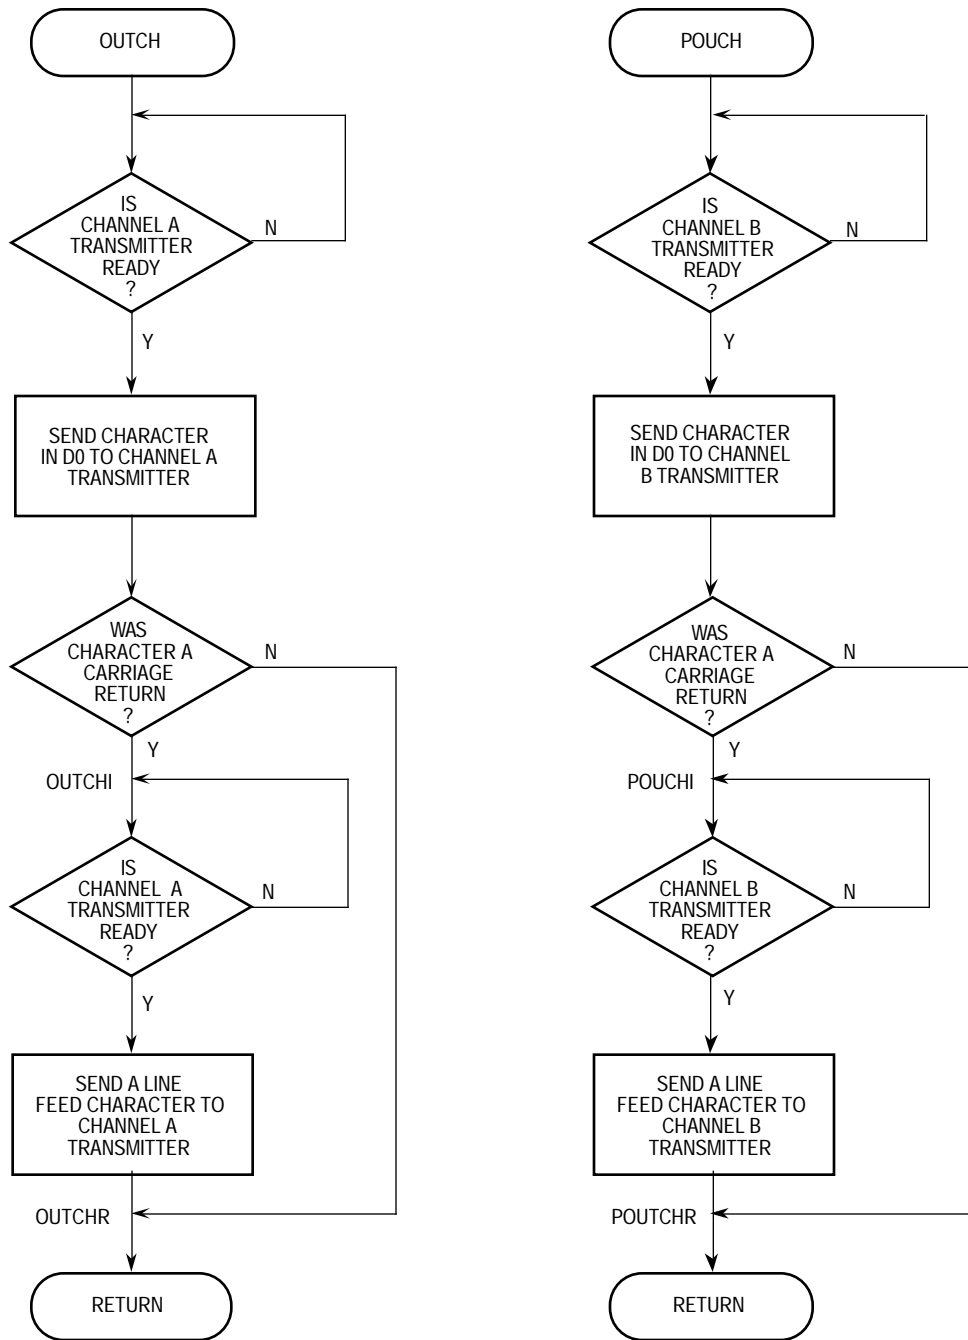 OUTCH
IS
CHANNEL A
TRANSMITTER
READY
?
N
Y
SEND CHARACTER
IN D0 TO CHANNEL A
TRANSMITTER
WAS
CHARACTER A
CARRIAGE
RETURN
?
N
Y
OUTCHI
IS
CHANNEL A
TRANSMITTER
READY
?
N
Y
SEND A LINE
FEED CHARACTER TO
CHANNEL A
TRANSMITTER
OUTCHR
RETURN
POUCH
IS
CHANNEL B
TRANSMITTER
READY
?
N
Y
SEND CHARACTER
IN D0 TO CHANNEL
B TRANSMITTER
WAS
CHARACTER A
CARRIAGE
RETURN
?
N
Y
POUCHI
IS
CHANNEL B
TRANSMITTER
READY
?
N
Y
SEND A LINE
FEED CHARACTER TO
CHANNEL B
TRANSMITTER
POUTCHR
RETURN